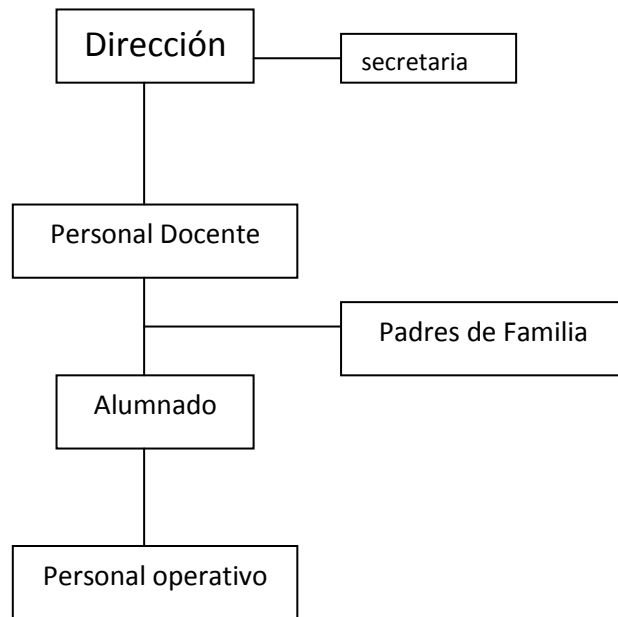 Dirección
secretaria
Personal Docente
Padres de Familia
Alumnado
Personal operativo